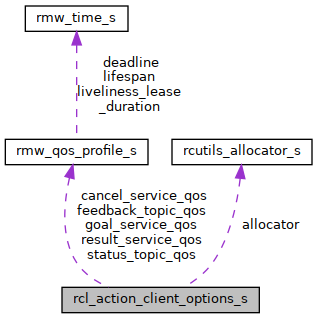 rmw_time_s
deadline
lifespan
liveliness_lease
_duration
rmw_qos_profile_s
rcutils_allocator_s
cancel_service_qos
feedback_topic_qos
goal_service_qos
result_service_qos
status_topic_qos
allocator
rcl_action_client_options_s